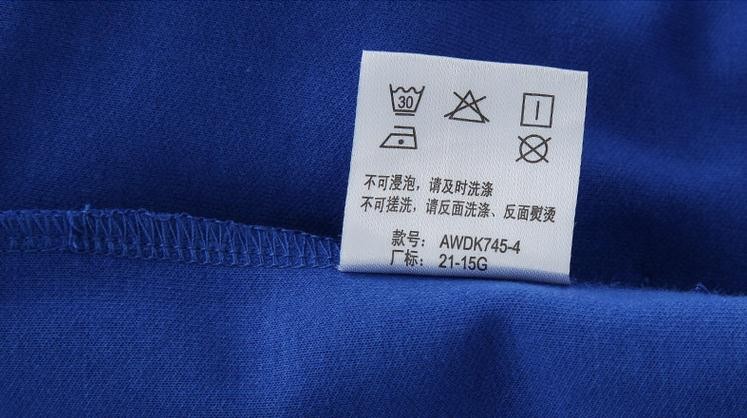 30
不可浸泡，请及时洗涤
不可搓洗，请反面洗涤、反面熨烫
款号： AWDK745-4
厂标： 21-15G